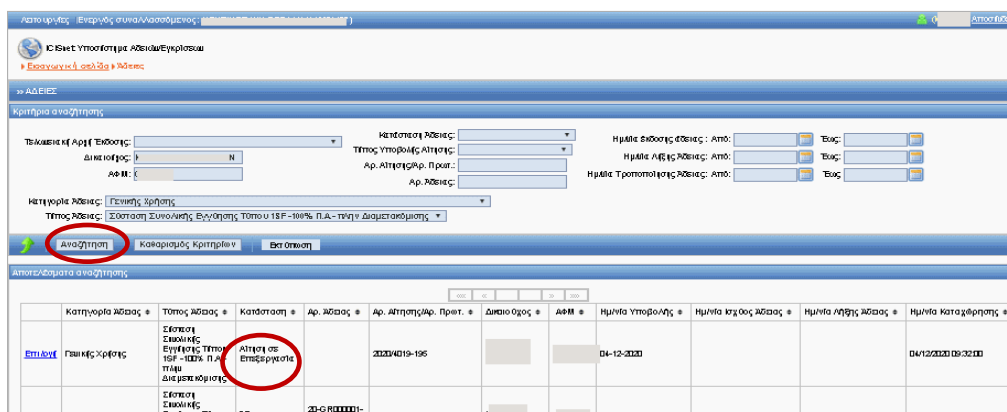 Λειτουργίες |Ενεργός συναλλασσόμενος:
Αποσύνδε
ICISnet: Υποσύστημα Αδειών/Εγκρίσεων
Εισαγωγική σελίδα Άδειες
»» ΑΔΕΙΕΣ
Κριτήρια αναζήτησης
Τελωνειακή Αρχή Έκδοσης: Κατάσταση Άδειας: Ημ/νία έκδοσης άδειας : Από: Έως:
Δικαιούχος: Ν Τύπος Υποβολής Αίτησης: Ημ/νία Λήξης Άδειας: Από: Έως:
ΑΦΜ: Αρ. Αίτησης/Αρ. Πρωτ.: Ημ/νία Τροποποίησης Άδειας: Από: Έως:
Αρ. Άδειας:
Κατηγορία Άδειας: Γενικής Χρήσης
Τύπος Άδειας: Σύσταση Συνολικής Εγγύησης Τύπου 1SF -100% Π.Α.- πλην Διαμετακόμισης
Αναζήτηση Καθαρισμός Κριτηρίων Εκτύπωση
Αποτελέσματα αναζήτησης
Κατηγορία Άδειας Τύπος Άδειας Κατάσταση Αρ. Άδειας Αρ. Αίτησης/Αρ. Πρωτ. Δικαιούχος ΑΦΜ Ημ/νία Υποβολής Ημ/νία Ισχύος Άδειας Ημ/νία Λήξης Άδειας Ημ/νία Καταχώρησης
Επιλογή Γενικής Χρήσης Σύσταση Συνολικής Εγγύησης Τύπου 1SF -100% Π.Α.- πλην Διαμετακόμισης Αίτηση σε Επεξεργασία 2020/4019-195 04-12-2020 04/12/2020 09:32:00
Σύσταση
Συνολικής
20-GR000001-